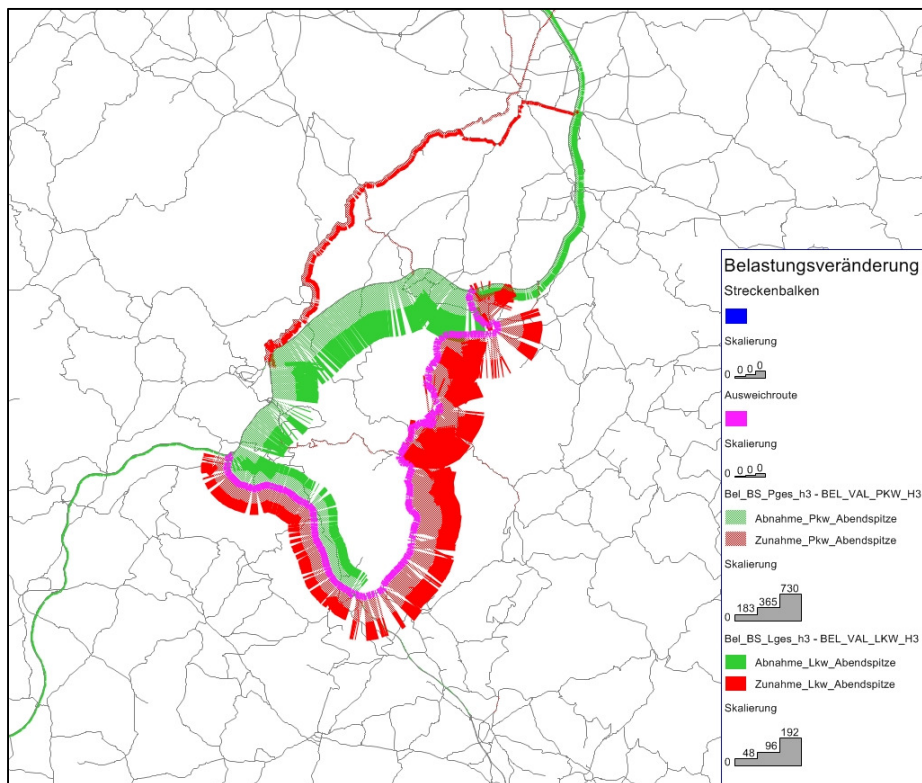 Belastungsveränderung
Streckenbalken
Skalierung
0 0 0 0
Ausweichroute
Skalierung
0 0 0 0
Bel_BS_Pges_h3 - BEL_VAL_PKW_H3
Abnahme_Pkw_Abendspitze
Zunahme_Pkw_Abendspitze
Skalierung
0 183 365 730
Bel_BS_Lges_h3 - BEL_VAL_LKW_H3
Abnahme_Lkw_Abendspitze
Zunahme_Lkw_Abendspitze
Skalierung
0 48 96 192